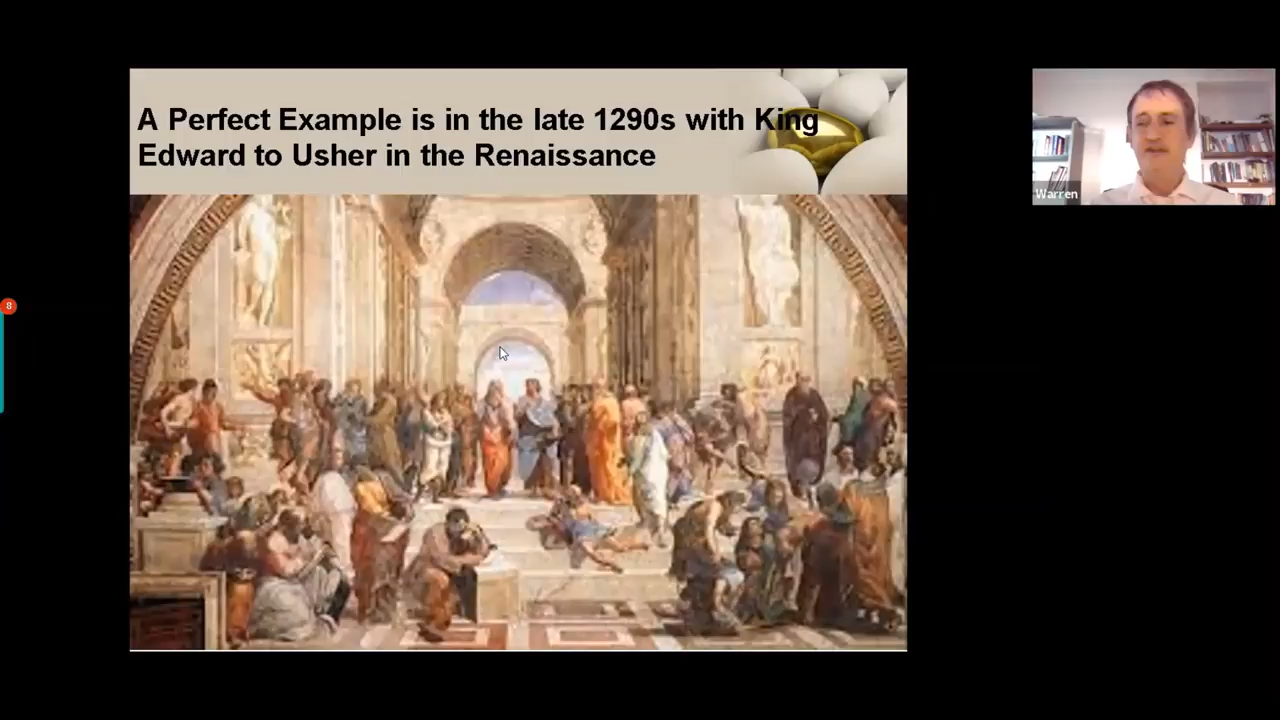 A Perfect Example is in the late 1290s with King
Edward to Usher in the Renaissance
Warren
8